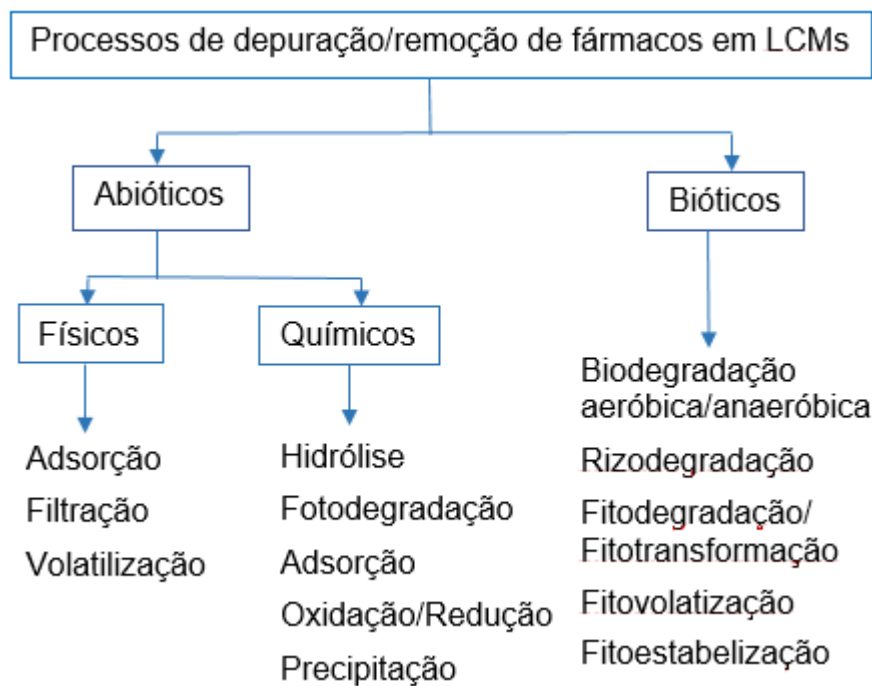 Processos de depuração/remoção de fármacos em LCMs
Abióticos
Bióticos
Físicos
Químicos
Adsorção
Filtração
Volatilização
Hidrólise
Fotodegradação
Adsorção
Oxidação/Redução
Precipitação
Biodegradação
aeróbica/anaeróbica
Rizodegradação
Fitodegradação/
Fitotransformação
Fitovolatização
Fitoestabelização